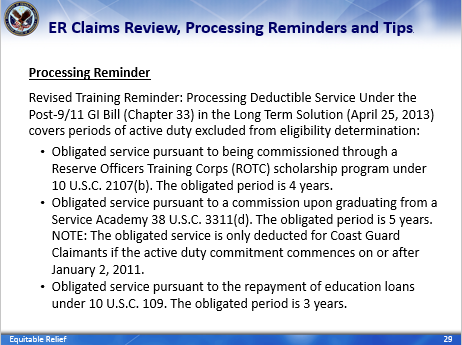 ER Claims Review, Processing Reminders and Tips
Processing Reminder
Revised Training Reminder: Processing Deductible Service Under the
Post-9/11 GI Bill (Chapter 33) in the Long Term Solution (April 25, 2013)
covers periods of active duty excluded from eligibility determination:
• Obligated service pursuant to being commissioned through a
Reserve Officers Training Corps (ROTC) scholarship program under
10 U.S.C. 2107(b). The obligated period is 4 years.
• Obligated service pursuant to a commission upon graduating from a
Service Academy 38 U.S.C. 3311(d). The obligated period is 5 years.
NOTE: The obligated service is only deducted for Coast Guard
Claimants if the active duty commitment commences on or after
January 2, 2011.
• Obligated service pursuant to the repayment of education loans
under 10 U.S.C. 109. The obligated period is 3 years.
Equitable Relief
29